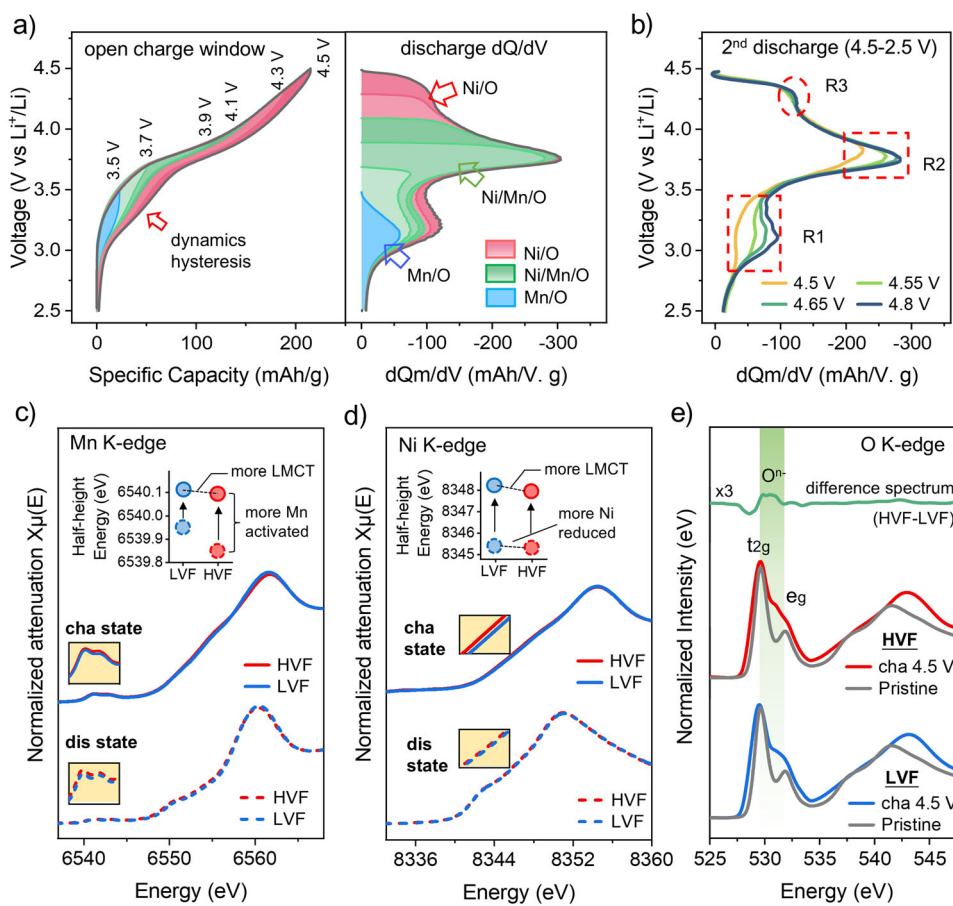 a)
open charge window
3.5 V
3.7 V
3.9 V
4.1 V
4.3 V
4.5 V
dynamics
hysteresis
Voltage (V vs Li⁺/Li)
4.5
4.0
3.5
3.0
2.5
0
100
200
Specific Capacity (mAh/g)
discharge dQ/dV
Ni/O
Ni/Mn/O
Mn/O
Ni/O
Ni/Mn/O
Mn/O
0
-100
-200
-300
dQm/dV (mAh/V. g)
b)
2ⁿᵈ discharge (4.5-2.5 V)
R3
R2
R1
4.5 V
4.55 V
4.65 V
4.8 V
Voltage (V vs Li⁺/Li)
4.5
4.0
3.5
3.0
2.5
0
-100
-200
-300
dQm/dV (mAh/V. g)
c)
Mn K-edge
Half-height
Energy (eV)
6540.1
6540.0
6539.8
6539.8
LVF
HVF
more LMCT
more Mn
activated
cha state
HVF
LVF
dis state
HVF
LVF
Normalized attenuation Xμ(E)
6540
6550
6560
Energy (eV)
d)
Ni K-edge
Half-height
Energy (eV)
8348
8346
8345
LVF
HVF
more LMCT
more Ni
reduced
cha
state
HVF
LVF
dis
state
HVF
LVF
Normalized attenuation Xμ(E)
8336
8344
8352
8360
Energy (eV)
e)
O K-edge
x3
Oⁿ⁻
difference spectrum
(HVF-LVF)
t₂g
eg
HVF
cha 4.5 V
Pristine
LVF
cha 4.5 V
Pristine
Normalized Intensity (eV)
525
530
535
540
545
Energy (eV)